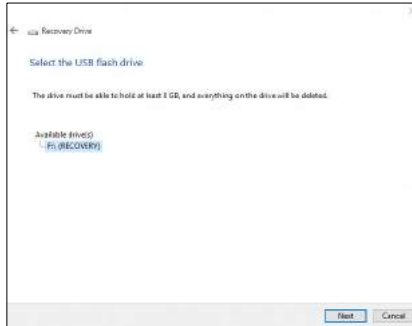 Recovery Drive
Select the USB flash drive
The drive must be able to hold at least 8 GB, and everything on the drive will be deleted.
Available drive(s)
F:\ (RECOVERY)
Next
Cancel